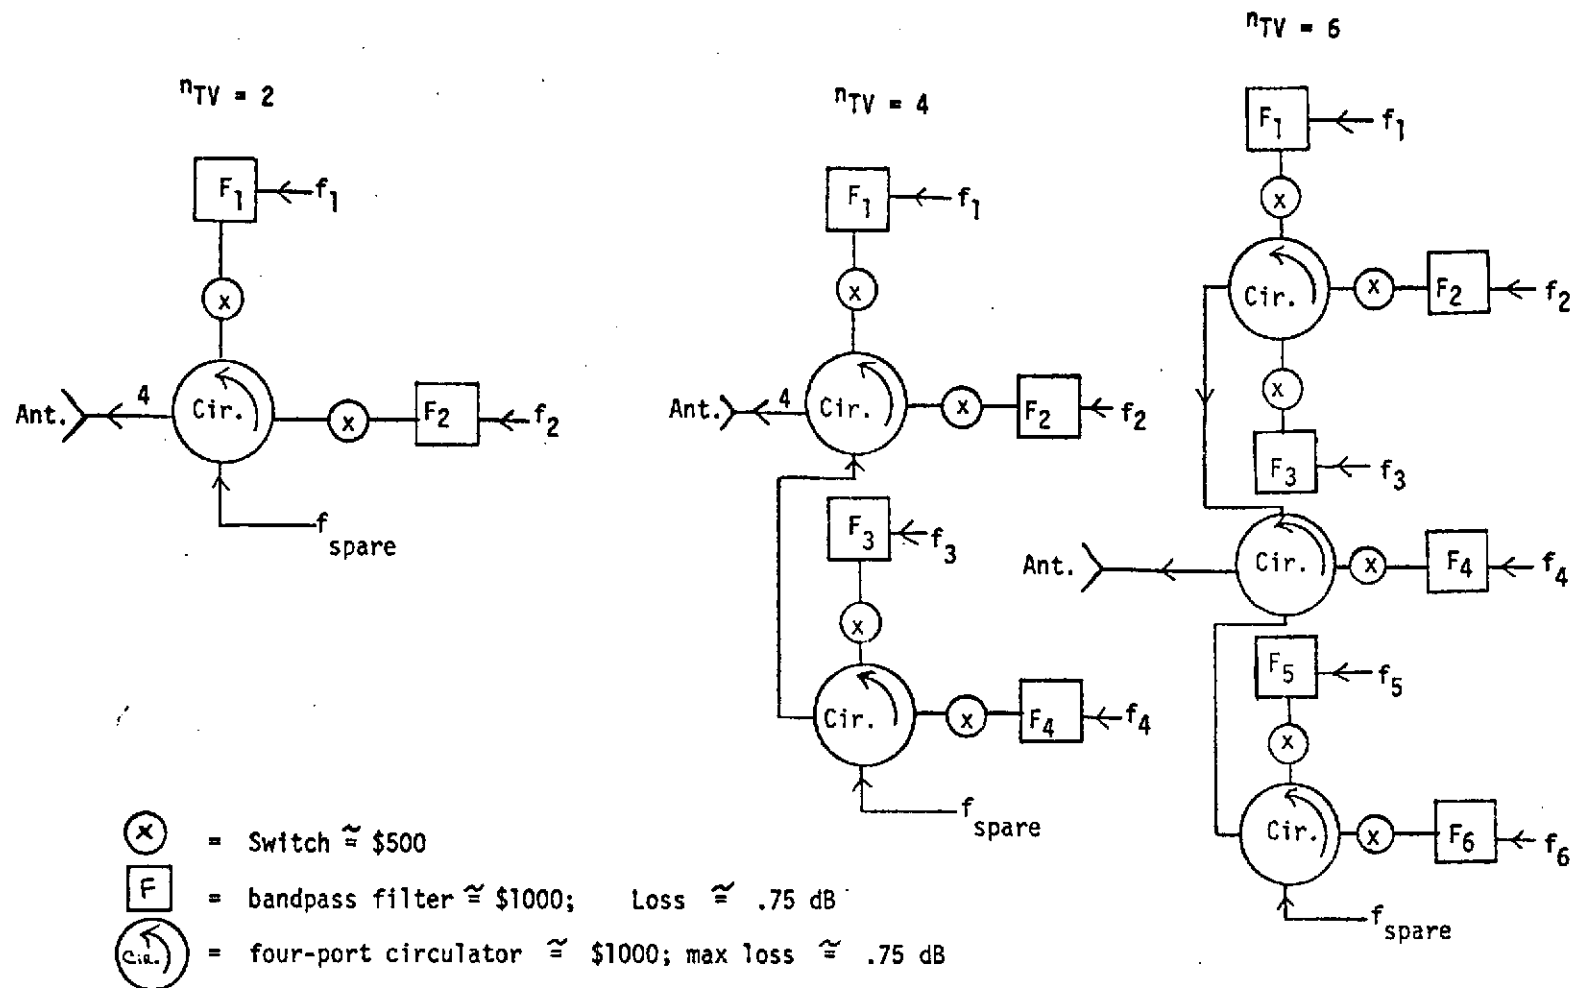 n_TV = 2
F_1
f_1
x
Ant.
4
Cir.
x
F_2
f_2
f_spare
n_TV = 4
F_1
f_1
x
Ant.
4
Cir.
x
F_2
f_2
F_3
f_3
x
Cir.
x
F_4
f_4
f_spare
n_TV = 6
F_1
f_1
x
Cir.
x
F_2
f_2
x
F_3
f_3
Ant.
Cir.
x
F_4
f_4
F_5
f_5
x
Cir.
x
F_6
f_6
f_spare
x = Switch ≅ $500
F = bandpass filter ≅ $1000; Loss ≅ .75 dB
Cir. = four-port circulator ≅ $1000; max loss ≅ .75 dB